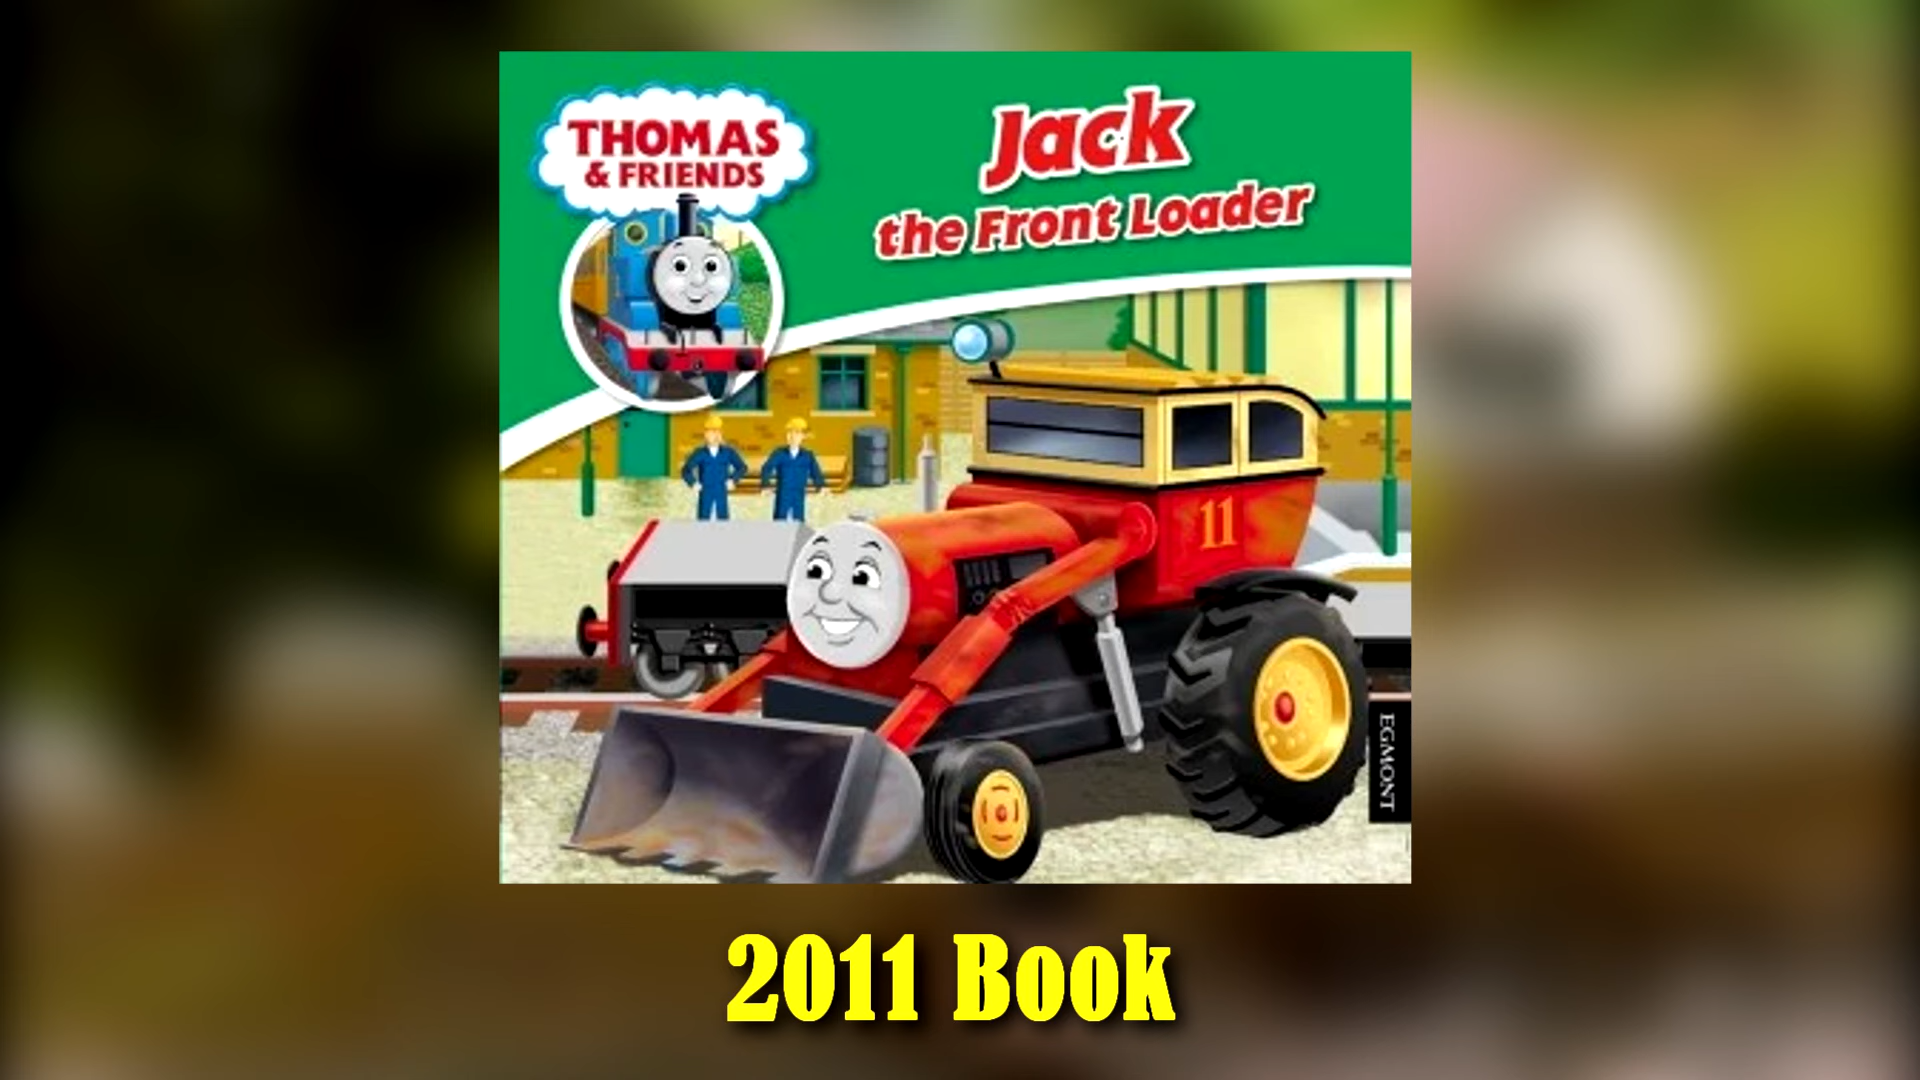 THOMAS
& FRIENDS
Jack
the Front Loader
11
EGMONT
2011 Book